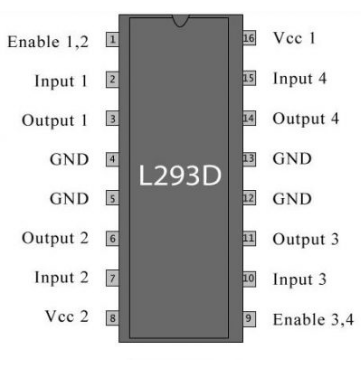 Enable 1,2 1 16 Vcc 1
Input 1 2 15 Input 4
Output 1 3 14 Output 4
GND 4 13 GND
L293D
GND 5 12 GND
Output 2 6 11 Output 3
Input 2 7 10 Input 3
Vcc 2 8 9 Enable 3,4